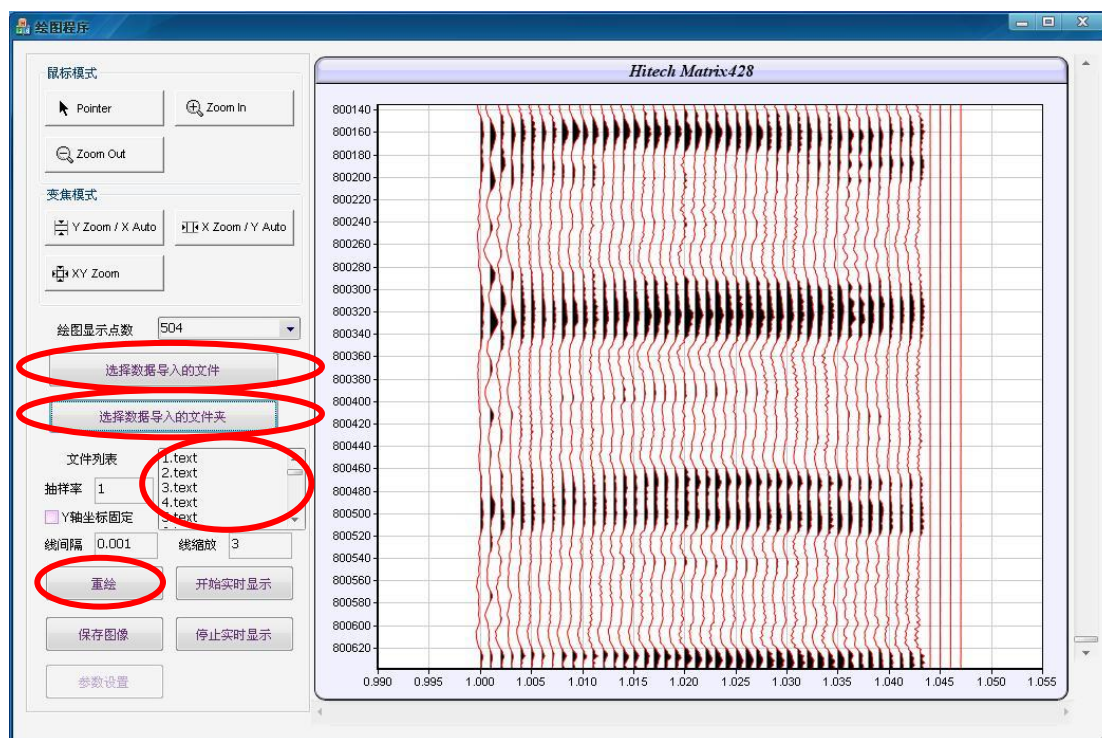 绘图程序
鼠标模式
Pointer
Zoom In
Zoom Out
变焦模式
Y Zoom / X Auto
X Zoom / Y Auto
XY Zoom
绘图显示点数 504
选择数据导入的文件
选择数据导入的文件夹
文件列表
1.text
2.text
3.text
4.text
5.text
抽样率 1
Y轴坐标固定
线间隔 0.001 线缩放 3
重绘 开始实时显示
保存图像 停止实时显示
参数设置
Hitech Matrix428
800140
800160
800180
800200
800220
800240
800260
800280
800300
800320
800340
800360
800380
800400
800420
800440
800460
800480
800500
800520
800540
800560
800580
800600
800620
0.990 0.995 1.000 1.005 1.010 1.015 1.020 1.025 1.030 1.035 1.040 1.045 1.050 1.055